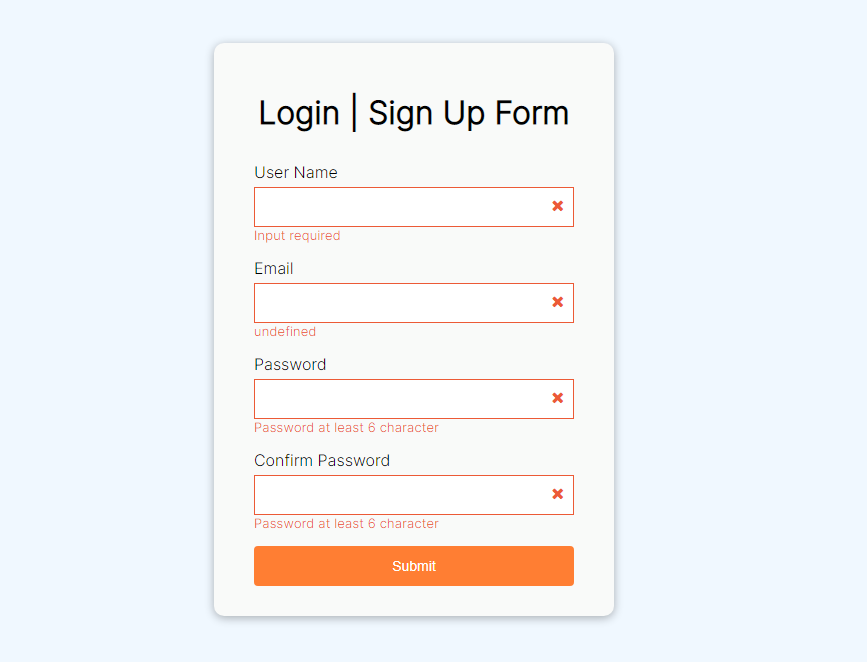 Login | Sign Up Form
User Name
Input required
Email
undefined
Password
Password at least 6 character
Confirm Password
Password at least 6 character
Submit